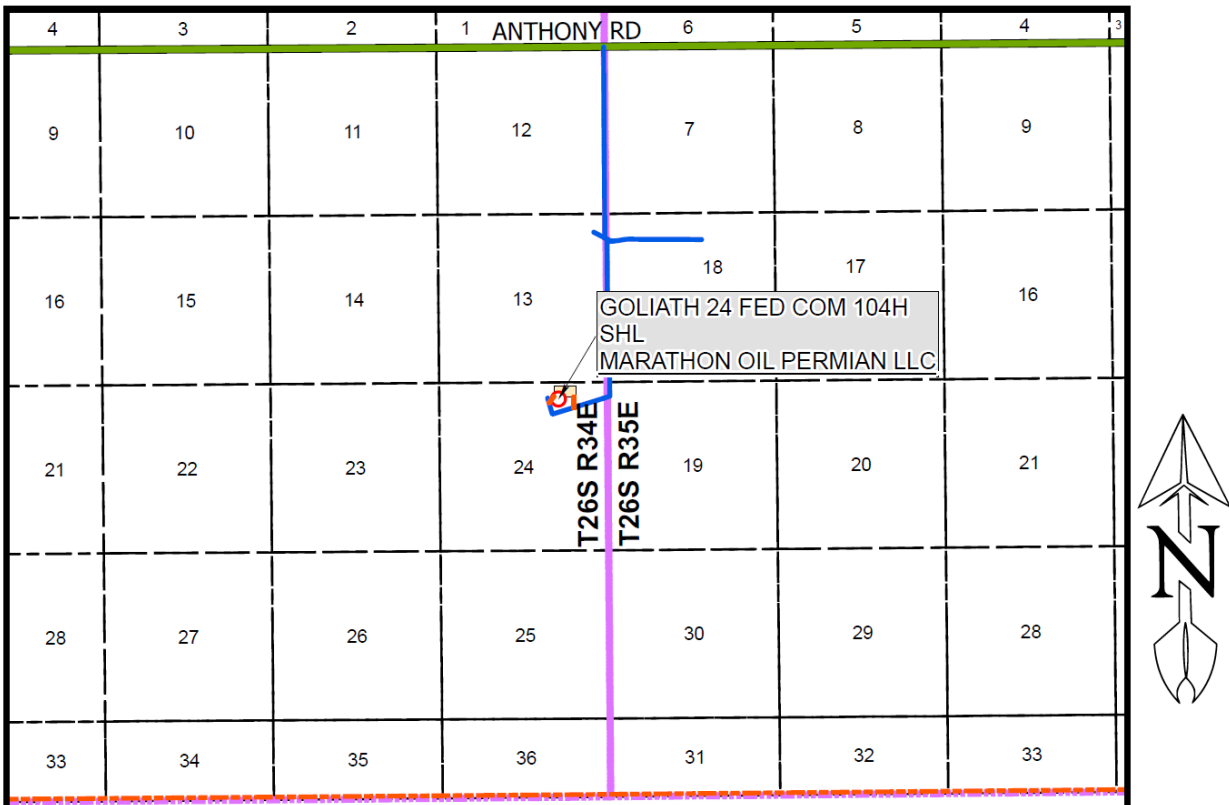 4 3 2 1 ANTHONY RD 6 5 4 3
9 10 11 12 7 8 9
16 15 14 13 18 17 16
GOLIATH 24 FED COM 104H
SHL
MARATHON OIL PERMIAN LLC
21 22 23 24 19 20 21
T26S R34E
T26S R35E
N
28 27 26 25 30 29 28
33 34 35 36 31 32 33